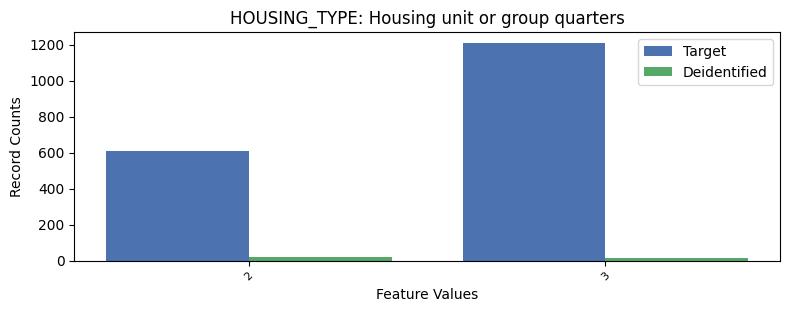 HOUSING_TYPE: Housing unit or group quarters
Target
Deidentified
Record Counts
1200
1000
800
600
400
200
0
2
3
Feature Values